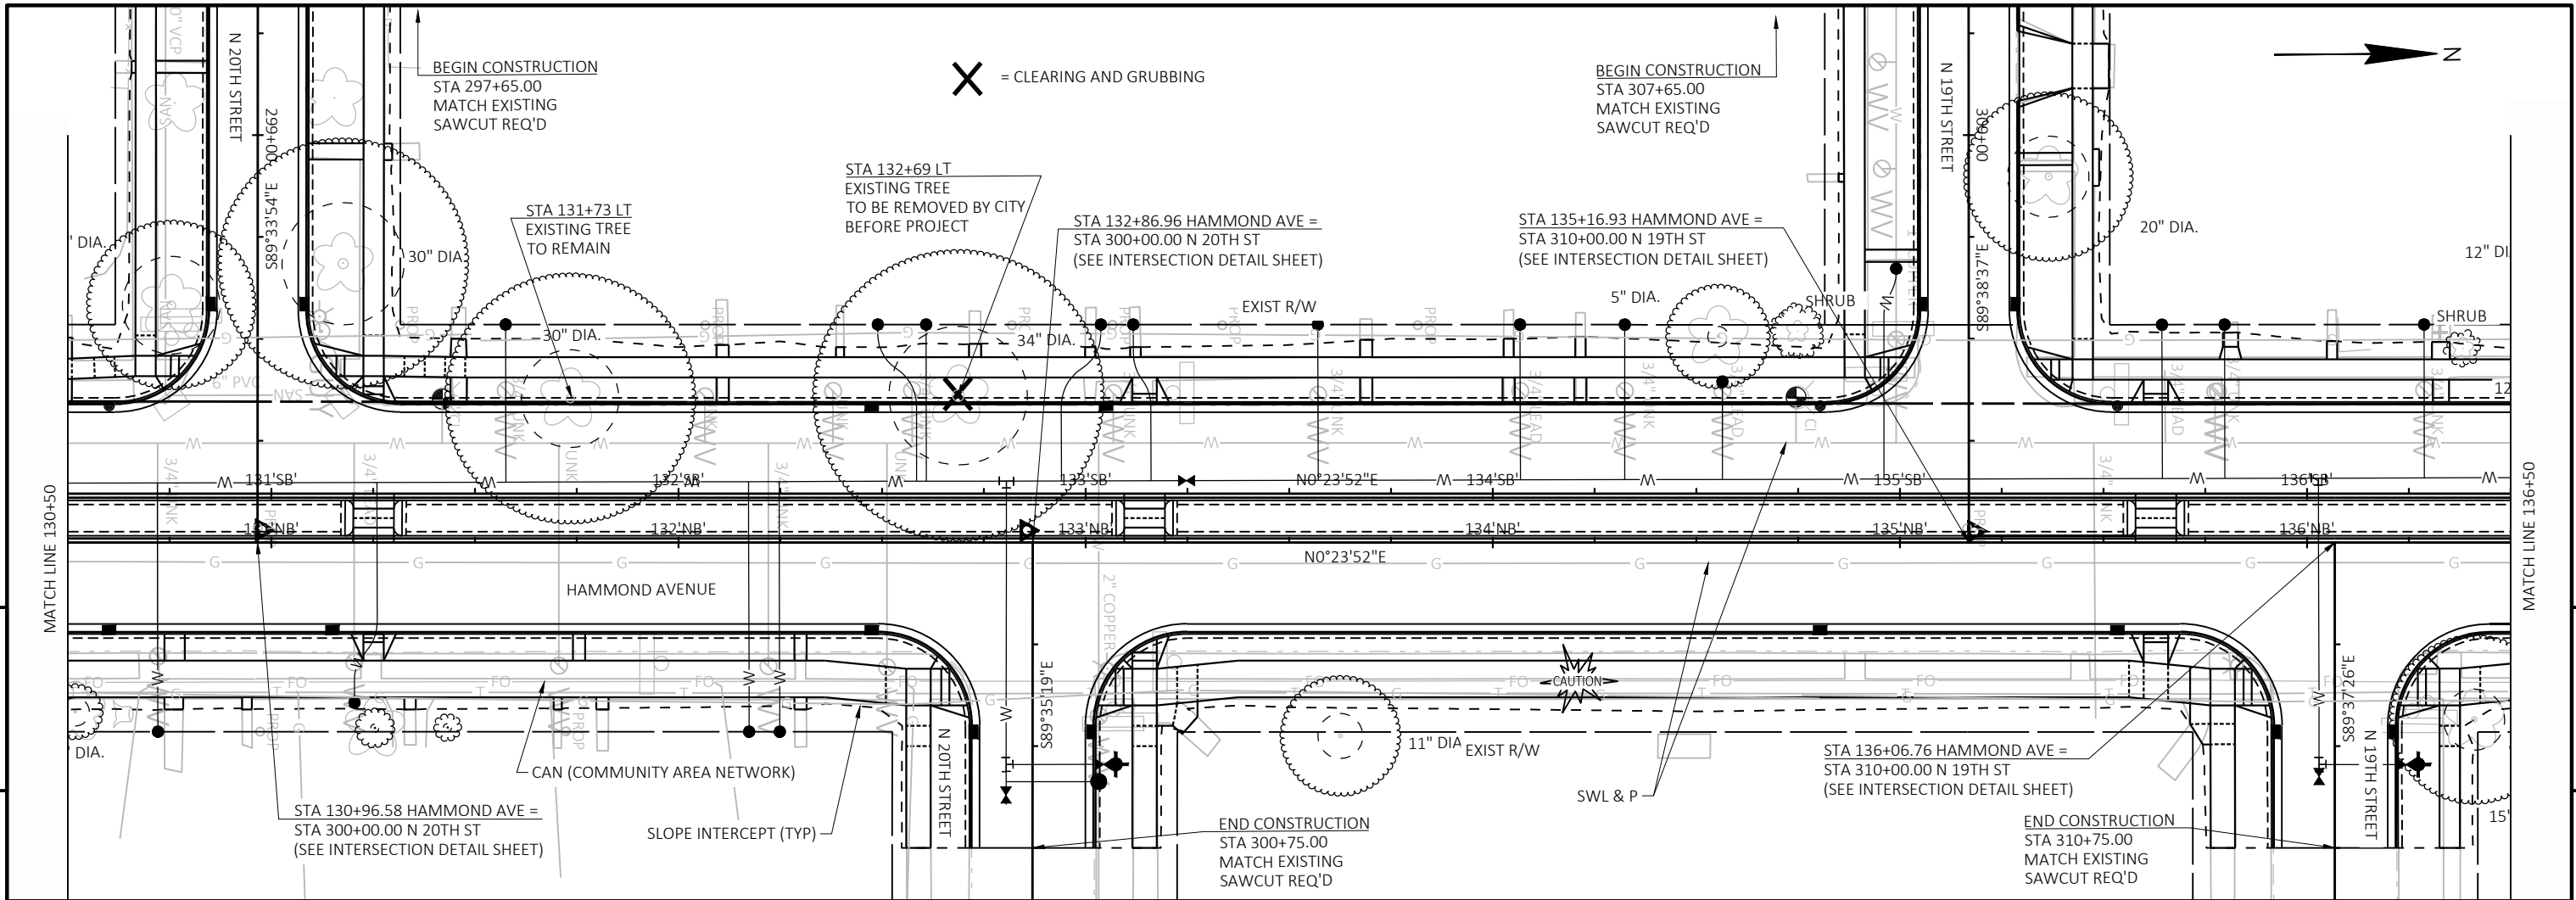 BEGIN CONSTRUCTION
STA 297+65.00
MATCH EXISTING
SAWCUT REQ'D
= CLEARING AND GRUBBING
BEGIN CONSTRUCTION
STA 307+65.00
MATCH EXISTING
SAWCUT REQ'D
N
N 20TH STREET
299+00
S89°33'54"E
N 19TH STREET
309+00
S89°38'37"E
STA 131+73 LT
EXISTING TREE
TO REMAIN
STA 132+69 LT
EXISTING TREE
TO BE REMOVED BY CITY
BEFORE PROJECT
STA 132+86.96 HAMMOND AVE =
STA 300+00.00 N 20TH ST
(SEE INTERSECTION DETAIL SHEET)
STA 135+16.93 HAMMOND AVE =
STA 310+00.00 N 19TH ST
(SEE INTERSECTION DETAIL SHEET)
20" DIA.
" DIA.
30" DIA.
12" DI
EXIST R/W
5" DIA.
SHRUB
SHRUB
30" DIA.
34" DIA.
12
6" PVC
SAN
MATCH LINE 130+50
131'SB'
132'SB'
133'SB'
N0°23'52"E
134'SB'
135'SB'
136'SB'
MATCH LINE 136+50
131'NB'
132'NB'
133'NB'
134'NB'
135'NB'
136'NB'
N0°23'52"E
HAMMOND AVENUE
2" COPPER
CAUTION
S89°35'19"E
S89°37'26"E
" DIA.
11" DIA
EXIST R/W
N 20TH STREET
N 19TH STREET
CAN (COMMUNITY AREA NETWORK)
STA 136+06.76 HAMMOND AVE =
STA 310+00.00 N 19TH ST
(SEE INTERSECTION DETAIL SHEET)
SWL & P
STA 130+96.58 HAMMOND AVE =
STA 300+00.00 N 20TH ST
(SEE INTERSECTION DETAIL SHEET)
SLOPE INTERCEPT (TYP)
END CONSTRUCTION
STA 300+75.00
MATCH EXISTING
SAWCUT REQ'D
END CONSTRUCTION
STA 310+75.00
MATCH EXISTING
SAWCUT REQ'D
15"